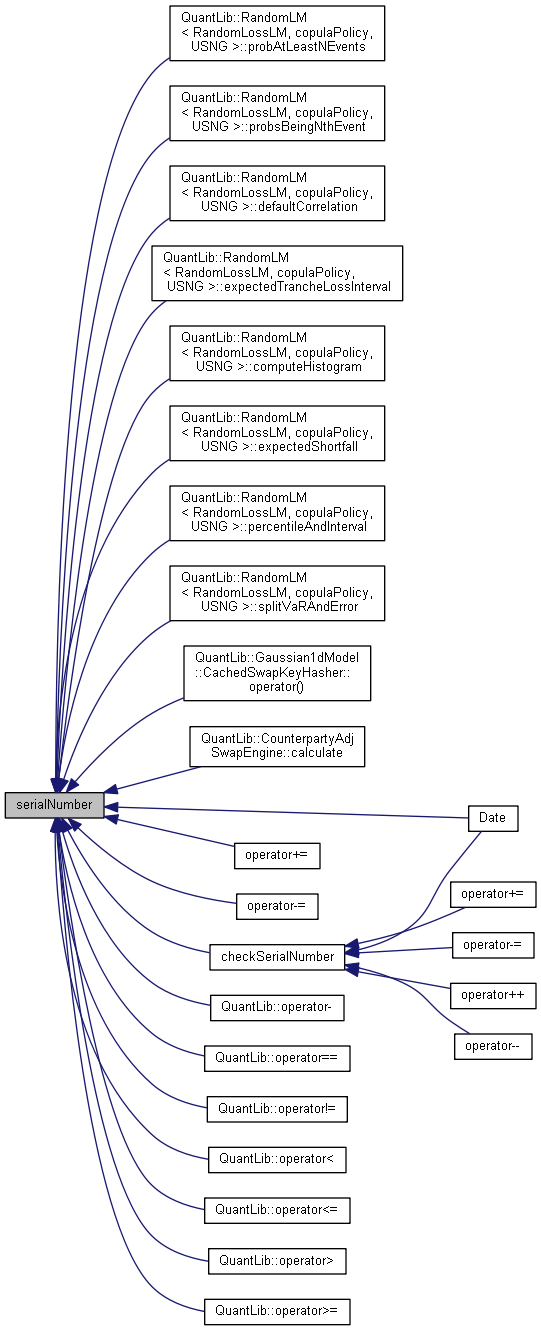 QuantLib::RandomLM
< RandomLossLM, copulaPolicy,
USNG >::probAtLeastNEvents
QuantLib::RandomLM
< RandomLossLM, copulaPolicy,
USNG >::probsBeingNthEvent
QuantLib::RandomLM
< RandomLossLM, copulaPolicy,
USNG >::defaultCorrelation
QuantLib::RandomLM
< RandomLossLM, copulaPolicy,
USNG >::expectedTrancheLossInterval
QuantLib::RandomLM
< RandomLossLM, copulaPolicy,
USNG >::computeHistogram
QuantLib::RandomLM
< RandomLossLM, copulaPolicy,
USNG >::expectedShortfall
QuantLib::RandomLM
< RandomLossLM, copulaPolicy,
USNG >::percentileAndInterval
QuantLib::RandomLM
< RandomLossLM, copulaPolicy,
USNG >::splitVaRAndError
QuantLib::Gaussian1dModel
::CachedSwapKeyHasher::
operator()
QuantLib::CounterpartyAdj
SwapEngine::calculate
serialNumber
Date
operator+=
operator-=
checkSerialNumber
operator+=
operator-=
operator++
operator--
QuantLib::operator-
QuantLib::operator==
QuantLib::operator!=
QuantLib::operator<
QuantLib::operator<=
QuantLib::operator>
QuantLib::operator>=